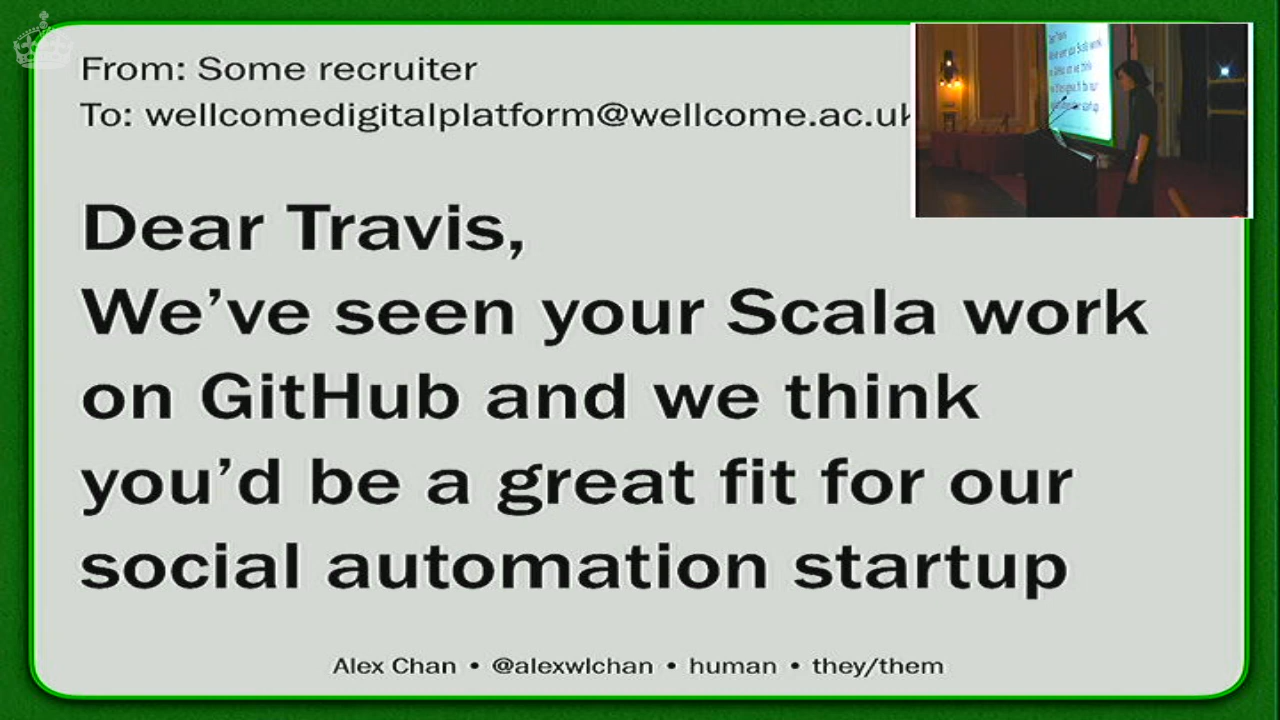 From: Some recruiter
To: wellcomedigitalplatform@wellcome.ac.uk
Dear Travis,
We’ve seen your Scala work
on GitHub and we think
you’d be a great fit for our
social automation startup
Alex Chan • @alexwlchan • human • they/them